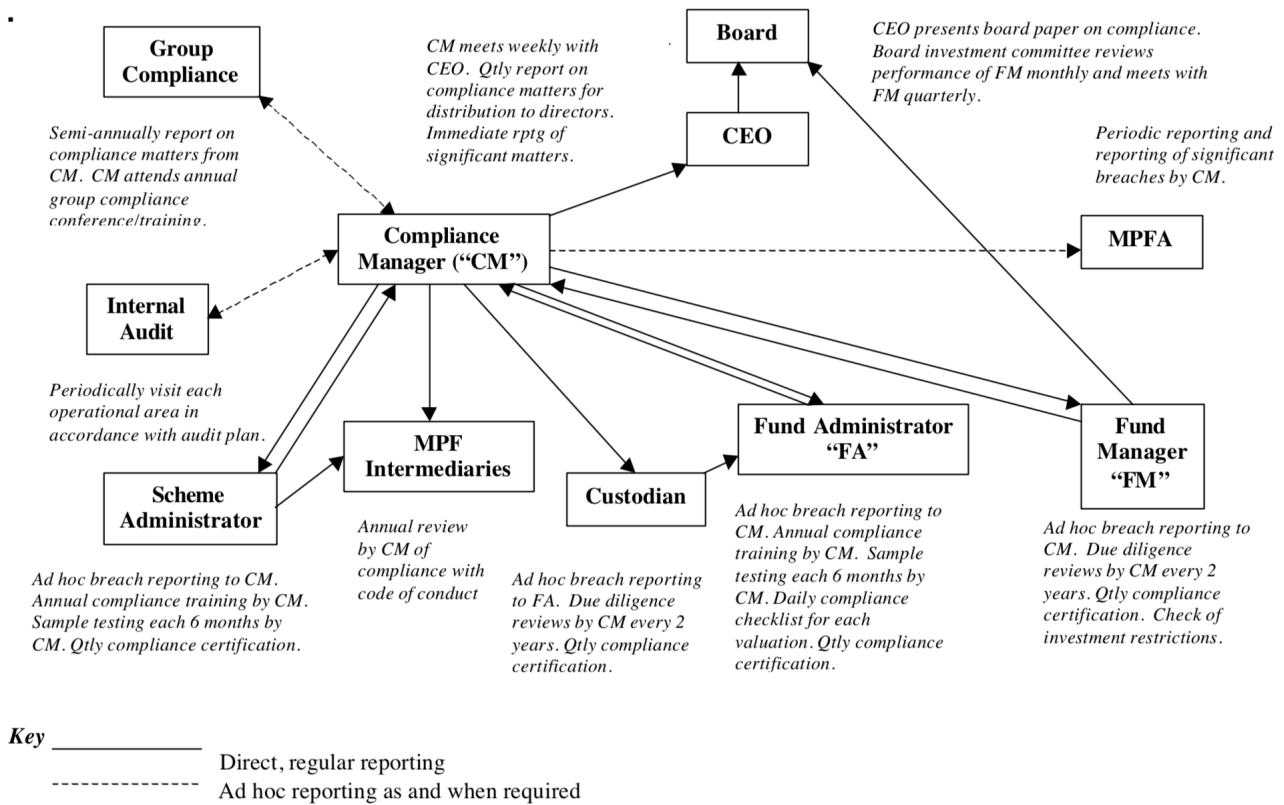 Group
Compliance
Semi-annually report on
compliance matters from
CM. CM attends annual
group compliance
conference/training.
CM meets weekly with
CEO. Qtly report on
compliance matters for
distribution to directors.
Immediate rptg of
significant matters.
Board
CEO
CEO presents board paper on compliance.
Board investment committee reviews
performance of FM monthly and meets with
FM quarterly.
Periodic reporting and
reporting of significant
breaches by CM.
Compliance
Manager (“CM”)
MPFA
Internal
Audit
Periodically visit each
operational area in
accordance with audit plan.
Scheme
Administrator
Ad hoc breach reporting to CM.
Annual compliance training by CM.
Sample testing each 6 months by
CM. Qtly compliance certification.
MPF
Intermediaries
Annual review
by CM of
compliance with
code of conduct
Custodian
Ad hoc breach reporting
to FA. Due diligence
reviews by CM every 2
years. Qtly compliance
certification.
Fund Administrator
“FA”
Ad hoc breach reporting to
CM. Annual compliance
training by CM. Sample
testing each 6 months by
CM. Daily compliance
checklist for each
valuation. Qtly compliance
certification.
Fund
Manager
“FM”
Ad hoc breach reporting to
CM. Due diligence
reviews by CM every 2
years. Qtly compliance
certification. Check of
investment restrictions.
Key
Direct, regular reporting
Ad hoc reporting as and when required